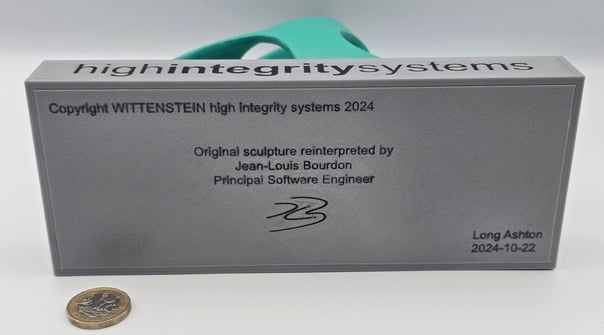 highintegritysystems
Copyright WITTENSTEIN high integrity systems 2024
Original sculpture reinterpreted by
Jean-Louis Bourdon
Principal Software Engineer
Long Ashton
2024-10-22